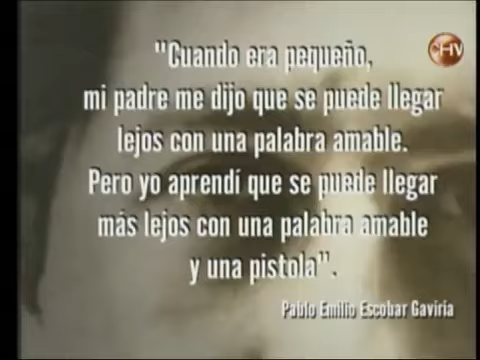 CHV
"Cuando era pequeño,
mi padre me dijo que se puede llegar
lejos con una palabra amable.
Pero yo aprendí que se puede llegar
más lejos con una palabra amable
y una pistola".
Pablo Emilio Escobar Gaviria